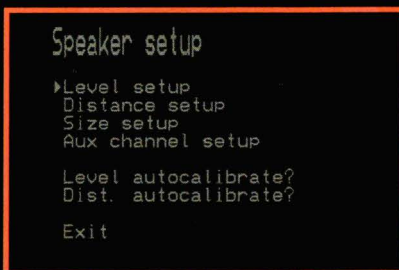 Speaker setup
▶Level setup
Distance setup
Size setup
Aux channel setup
Level autocalibrate?
Dist. autocalibrate?
Exit